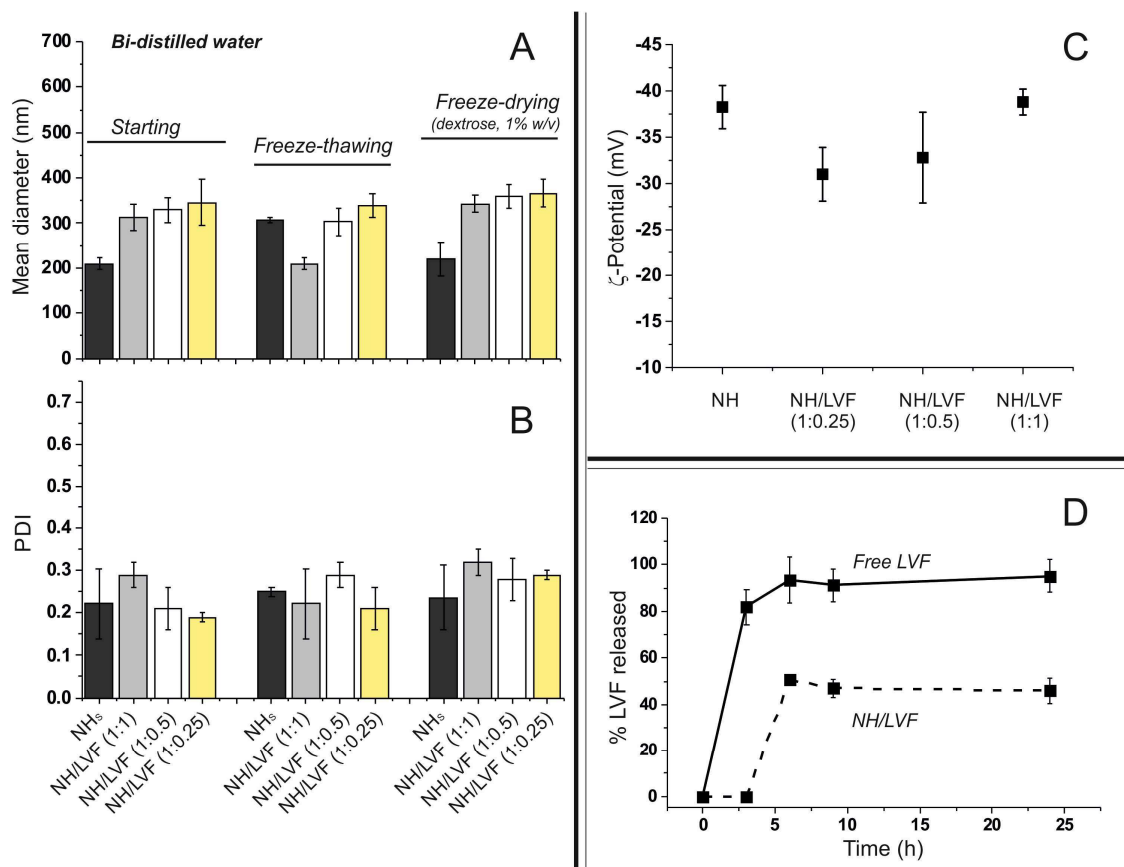 Bi-distilled water
A
Mean diameter (nm)
700
600
500
400
300
200
100
0
Starting
Freeze-thawing
Freeze-drying
(dextrose, 1% w/v)
B
PDI
0.7
0.6
0.5
0.4
0.3
0.2
0.1
0.0
NHs
NH/LVF (1:1)
NH/LVF (1:0.5)
NH/LVF (1:0.25)
NHs
NH/LVF (1:1)
NH/LVF (1:0.5)
NH/LVF (1:0.25)
NHs
NH/LVF (1:1)
NH/LVF (1:0.5)
NH/LVF (1:0.25)
C
ζ-Potential (mV)
-45
-40
-35
-30
-25
-20
-15
-10
NH
NH/LVF
(1:0.25)
NH/LVF
(1:0.5)
NH/LVF
(1:1)
D
% LVF released
120
100
80
60
40
20
0
Free LVF
NH/LVF
0
5
10
15
20
25
Time (h)